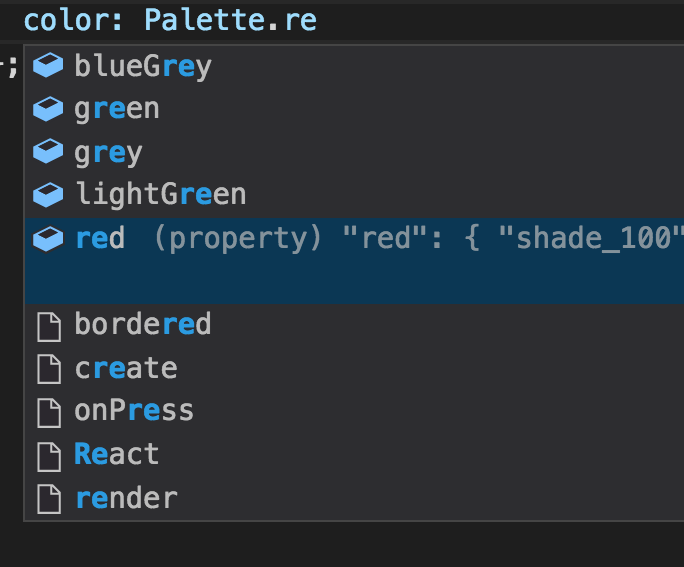 color: Palette.re
;
blueGrey
green
grey
lightGreen
red (property) "red": { "shade_100"
bordered
create
onPress
React
render